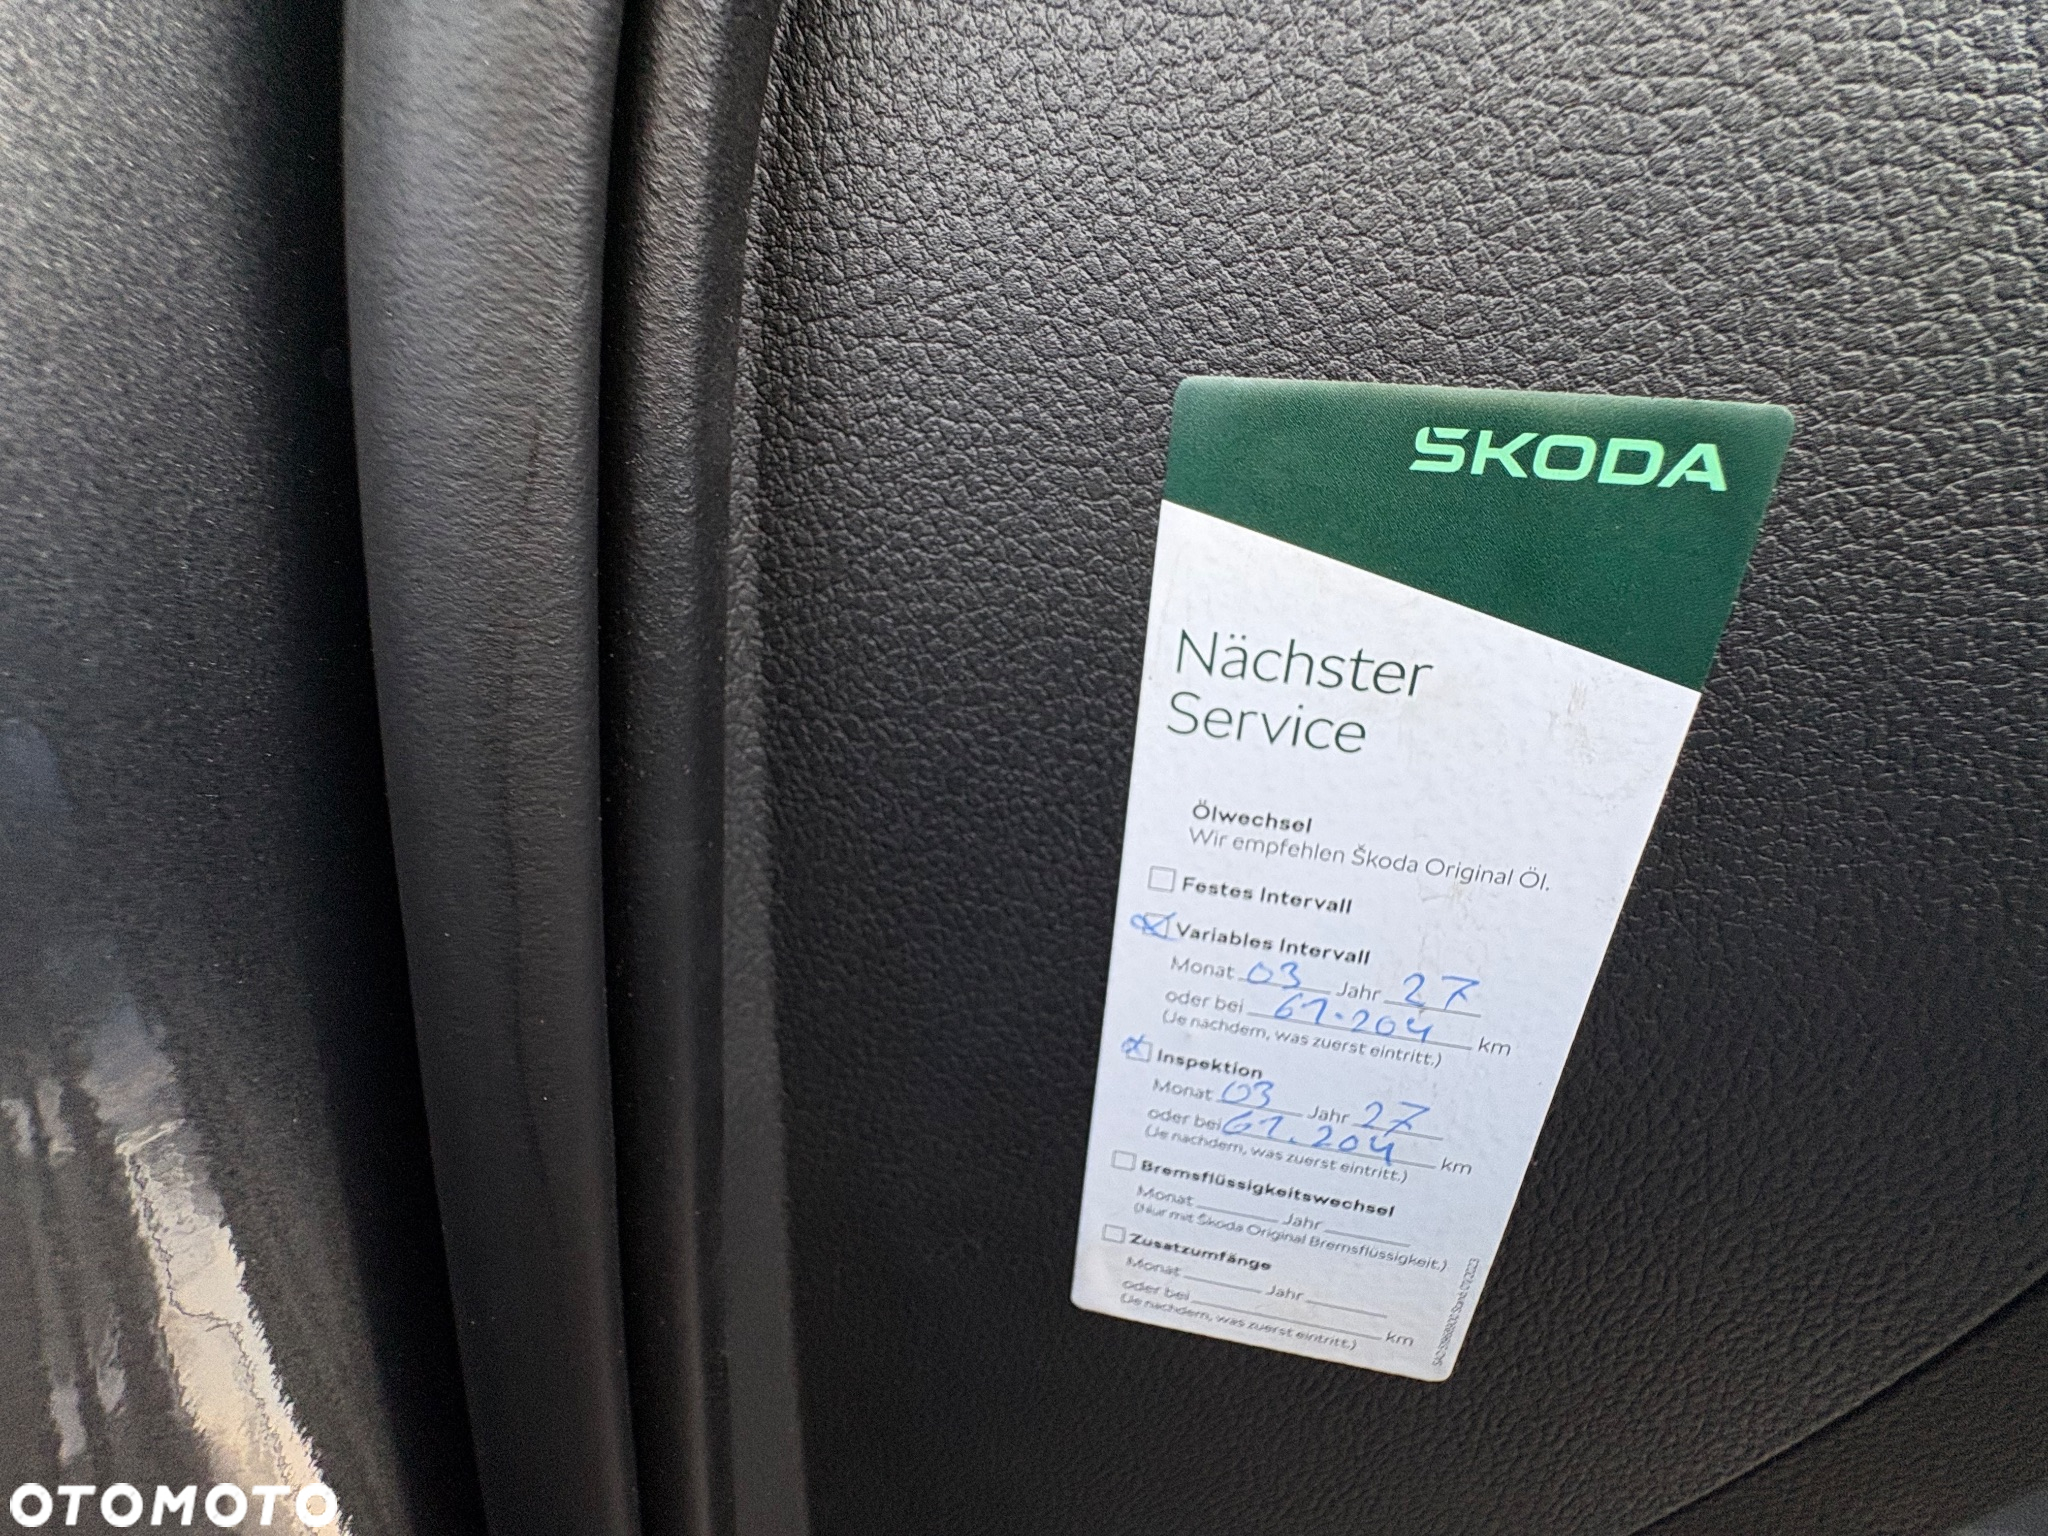 SKODA
Nächster
Service
Ölwechsel
Wir empfehlen Škoda Original Öl.
Festes Intervall
Variables Intervall
Monat 03 Jahr 27
oder bei 61.204 km
(Je nachdem, was zuerst eintritt.)
Inspektion
Monat 03 Jahr 27
oder bei 61.204 km
(Je nachdem, was zuerst eintritt.)
Bremsflüssigkeitswechsel
Monat Jahr
(Nur mit Škoda Original Bremsflüssigkeit.)
Zusatzumfänge
Monat Jahr
oder bei km
(Je nachdem, was zuerst eintritt.)
OTOMOTO